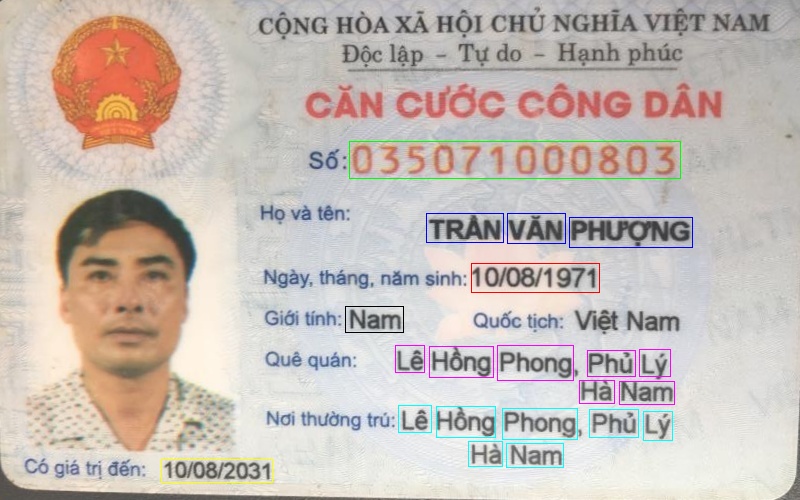 CỘNG HÒA XÃ HỘI CHỦ NGHĨA VIỆT NAM
Độc lập - Tự do - Hạnh phúc
CĂN CƯỚC CÔNG DÂN
Số: 035071000803
Họ và tên:
TRẦN VĂN PHƯỢNG
Ngày, tháng, năm sinh: 10/08/1971
Giới tính: Nam Quốc tịch: Việt Nam
Quê quán: Lê Hồng Phong, Phủ Lý
Hà Nam
Nơi thường trú: Lê Hồng Phong, Phủ Lý
Hà Nam
Có giá trị đến: 10/08/2031